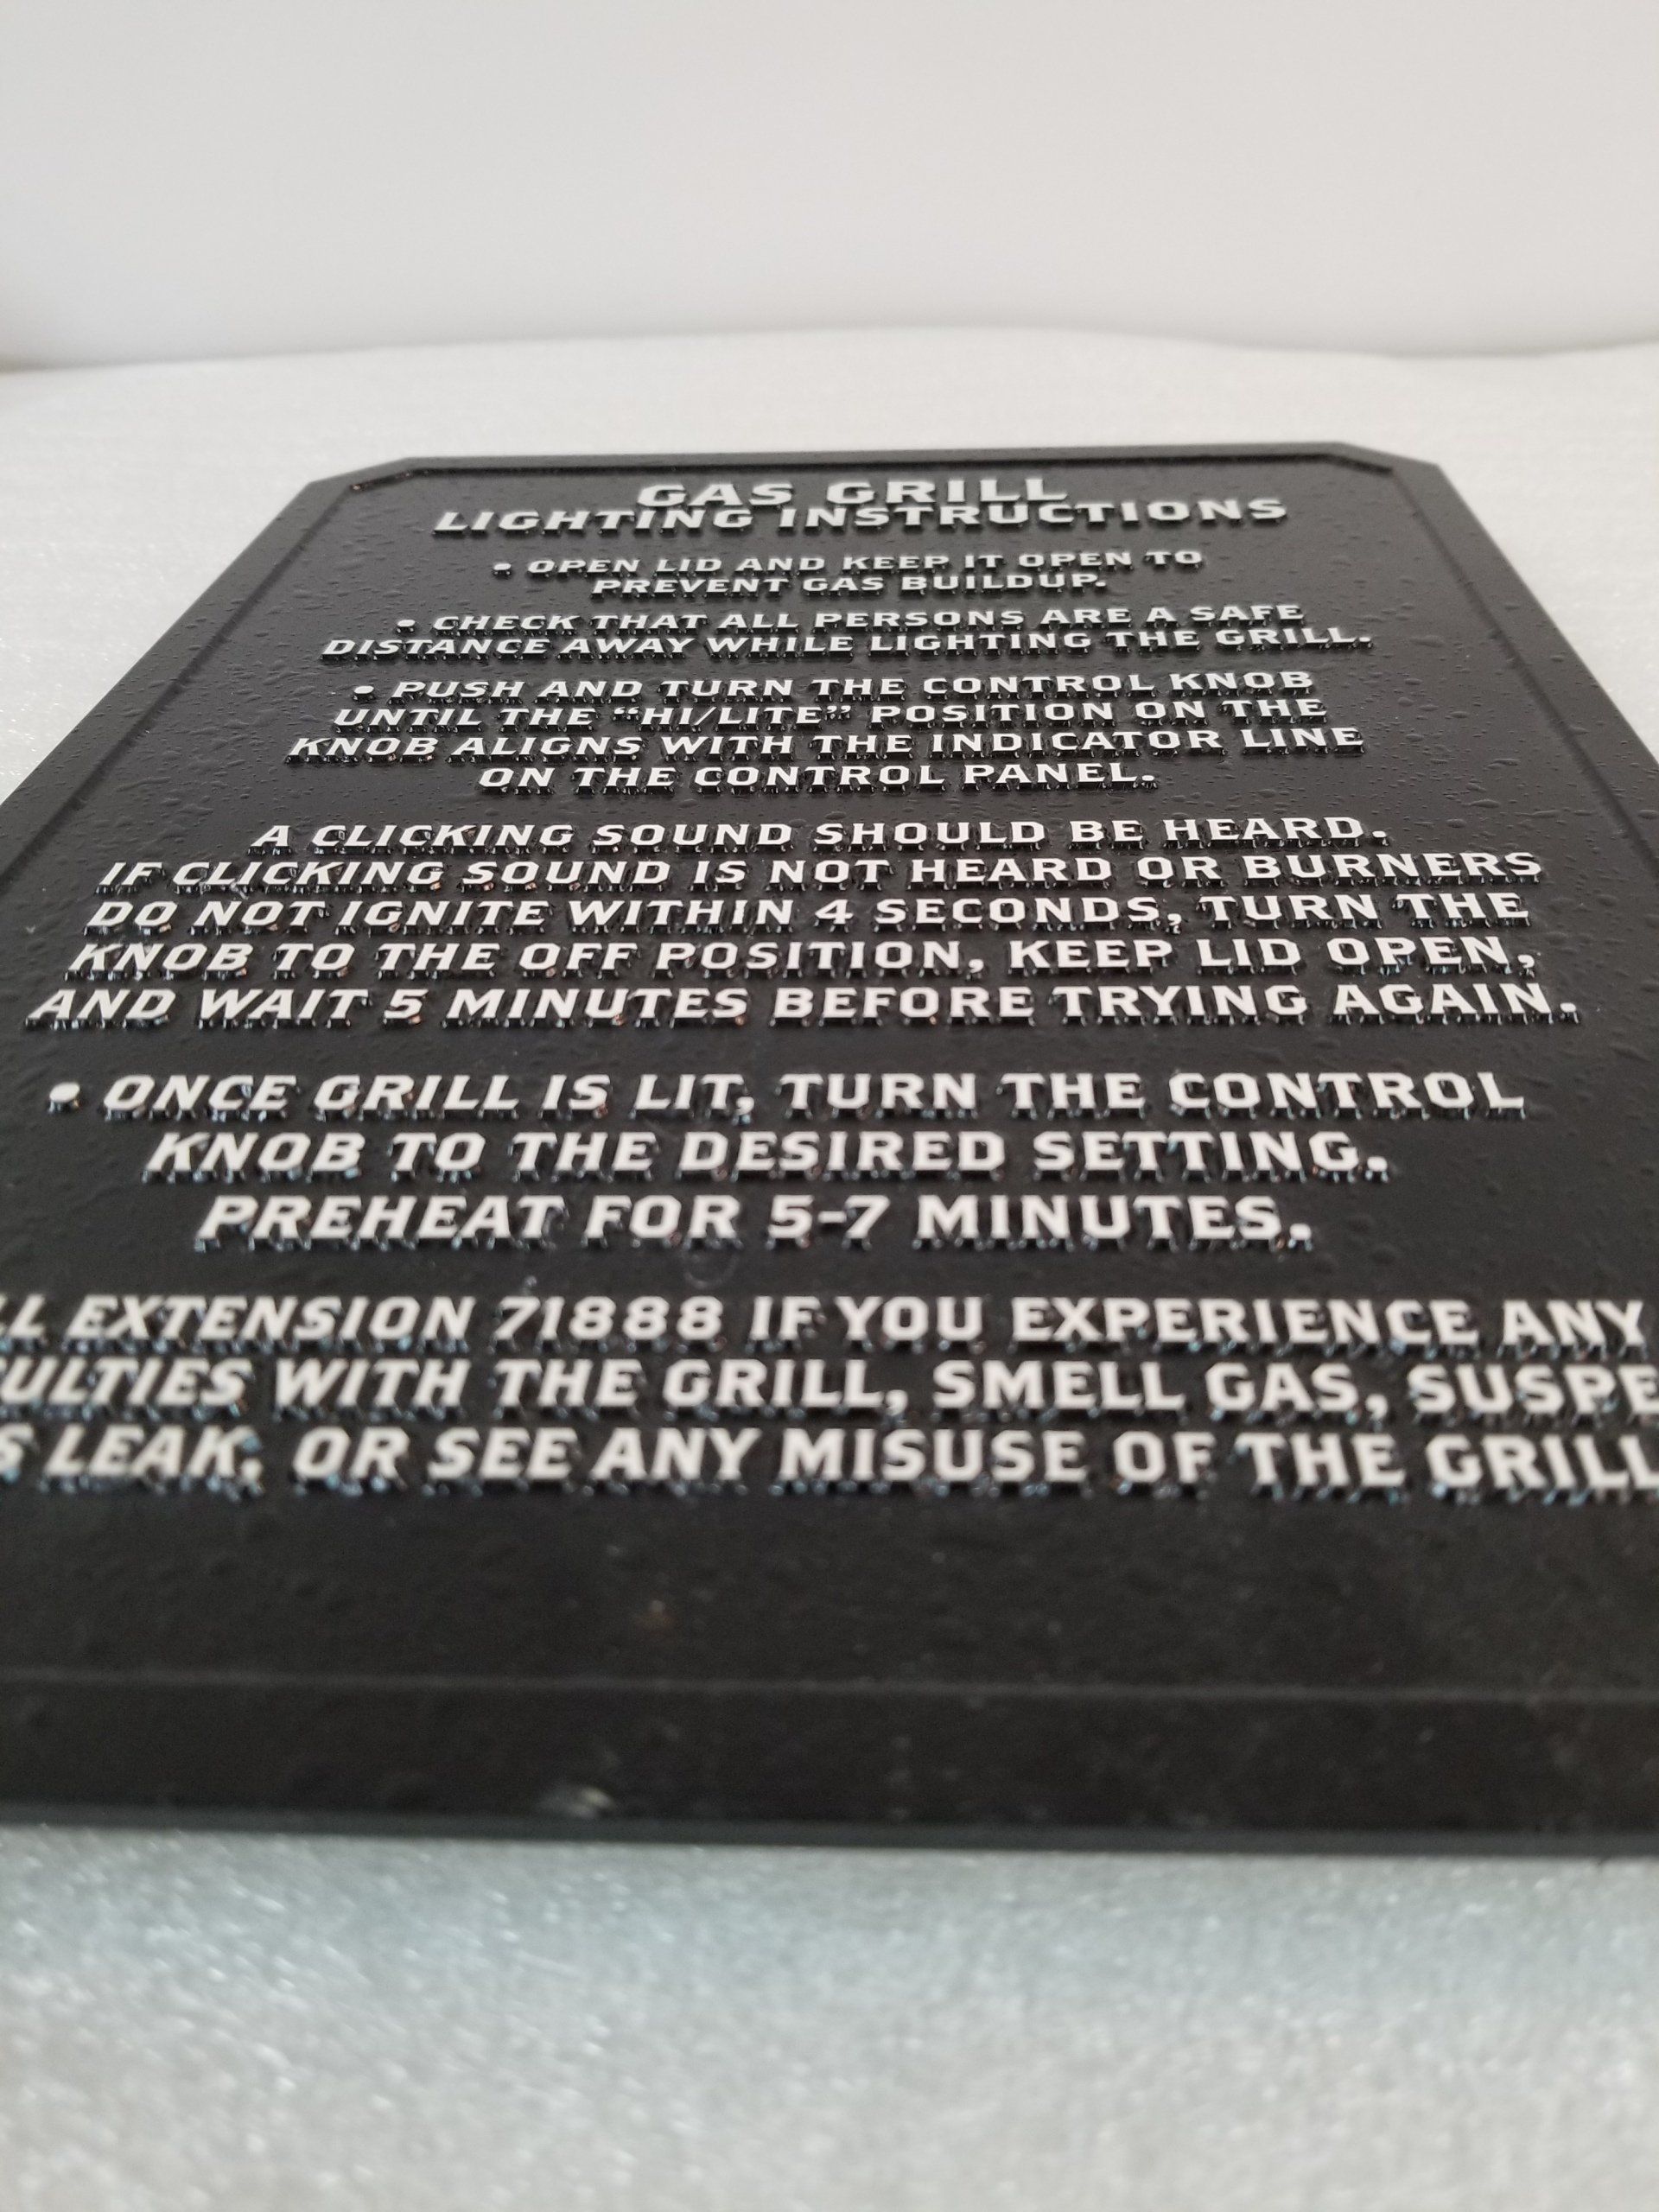 GAS GRILL
LIGHTING INSTRUCTIONS
• OPEN LID AND KEEP IT OPEN TO
PREVENT GAS BUILDUP.
• CHECK THAT ALL PERSONS ARE A SAFE
DISTANCE AWAY WHILE LIGHTING THE GRILL.
• PUSH AND TURN THE CONTROL KNOB
UNTIL THE “HI/LITE” POSITION ON THE
KNOB ALIGNS WITH THE INDICATOR LINE
ON THE CONTROL PANEL.
A CLICKING SOUND SHOULD BE HEARD.
IF CLICKING SOUND IS NOT HEARD OR BURNERS
DO NOT IGNITE WITHIN 4 SECONDS, TURN THE
KNOB TO THE OFF POSITION, KEEP LID OPEN,
AND WAIT 5 MINUTES BEFORE TRYING AGAIN.
• ONCE GRILL IS LIT, TURN THE CONTROL
KNOB TO THE DESIRED SETTING.
PREHEAT FOR 5-7 MINUTES.
LL EXTENSION 71888 IF YOU EXPERIENCE ANY
ULTIES WITH THE GRILL, SMELL GAS, SUSPE
S LEAK, OR SEE ANY MISUSE OF THE GRILL